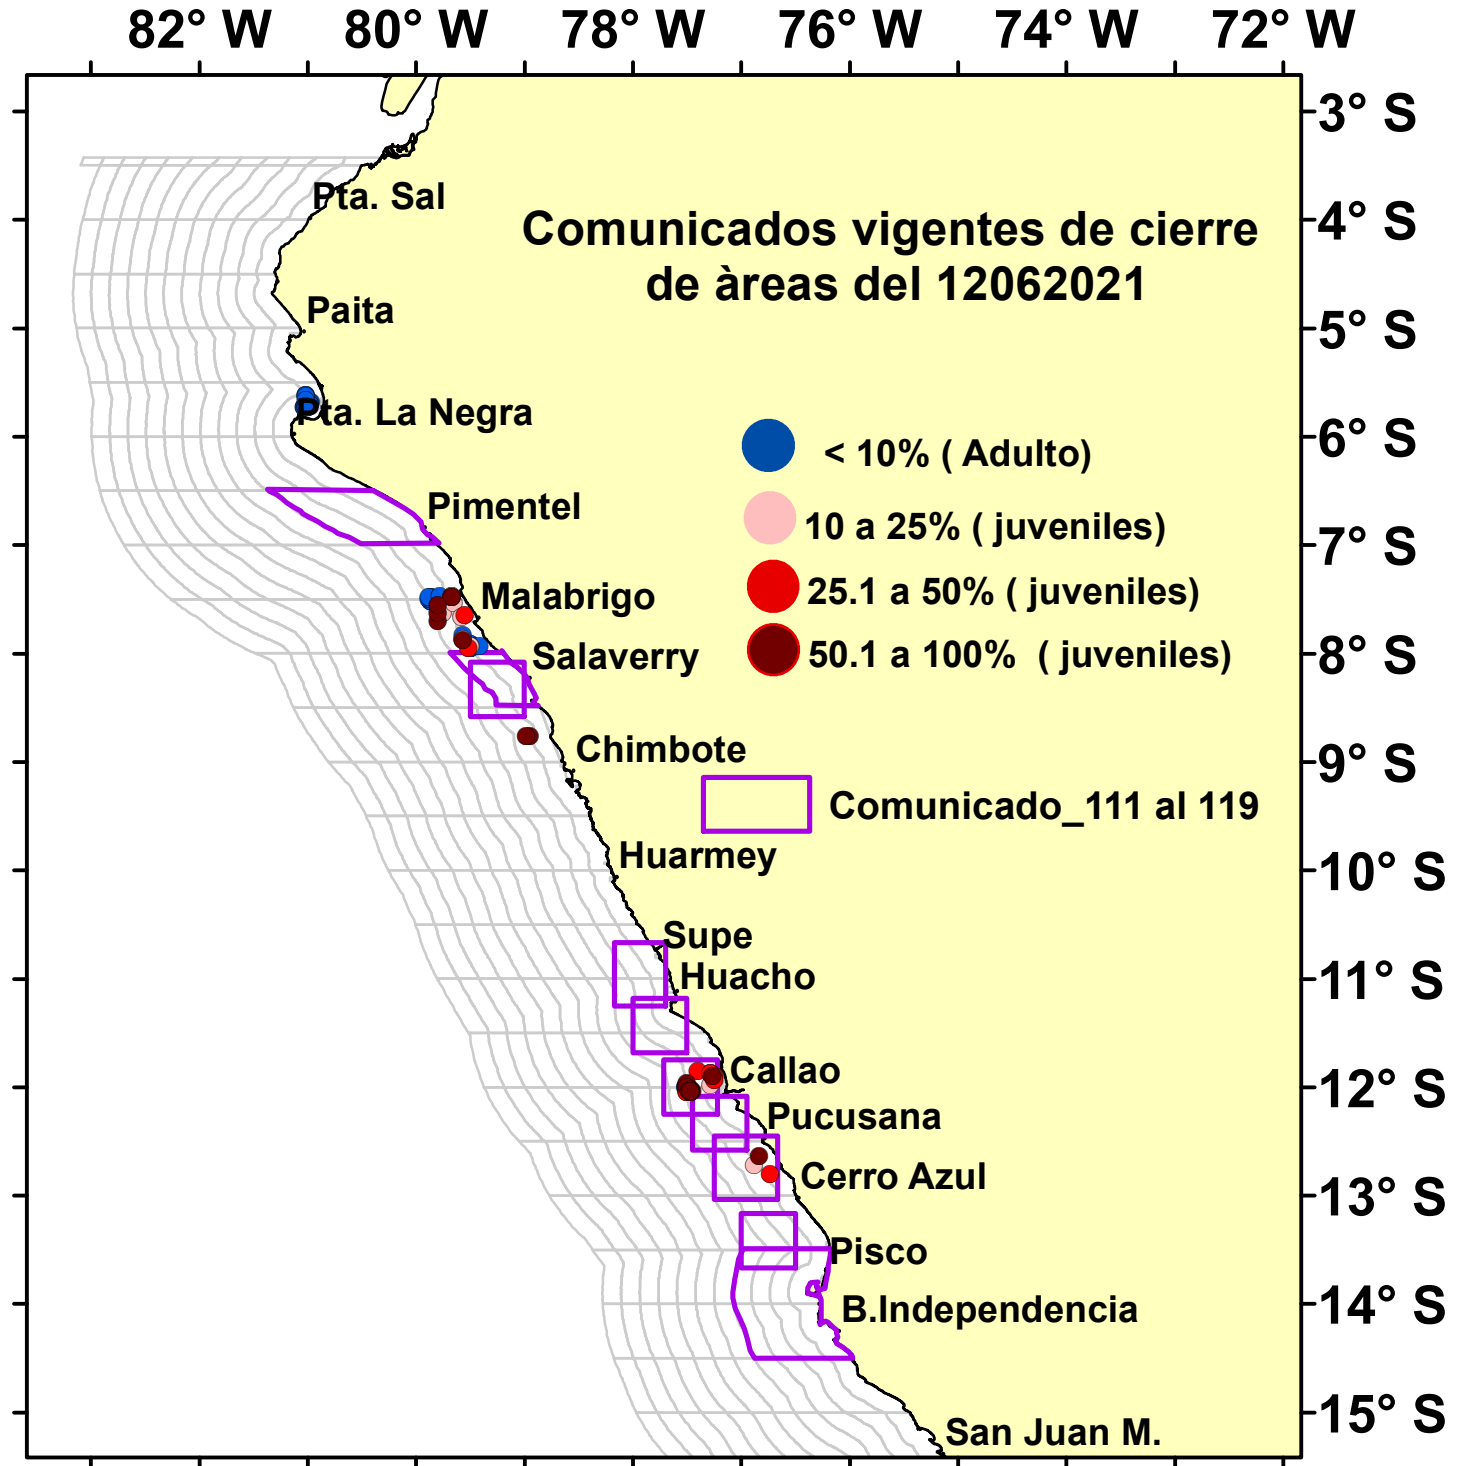 82° W 80° W 78° W 76° W 74° W 72° W
3° S
Pta. Sal
4° S
Comunicados vigentes de cierre
de àreas del 12062021
Paita
5° S
Pta. La Negra
6° S
< 10% ( Adulto)
Pimentel
10 a 25% ( juveniles)
7° S
Malabrigo
25.1 a 50% ( juveniles)
Salaverry
50.1 a 100% ( juveniles)
8° S
Chimbote
9° S
Comunicado_111 al 119
Huarmey
10° S
Supe
Huacho
11° S
Callao
12° S
Pucusana
Cerro Azul
13° S
Pisco
B.Independencia
14° S
15° S
San Juan M.